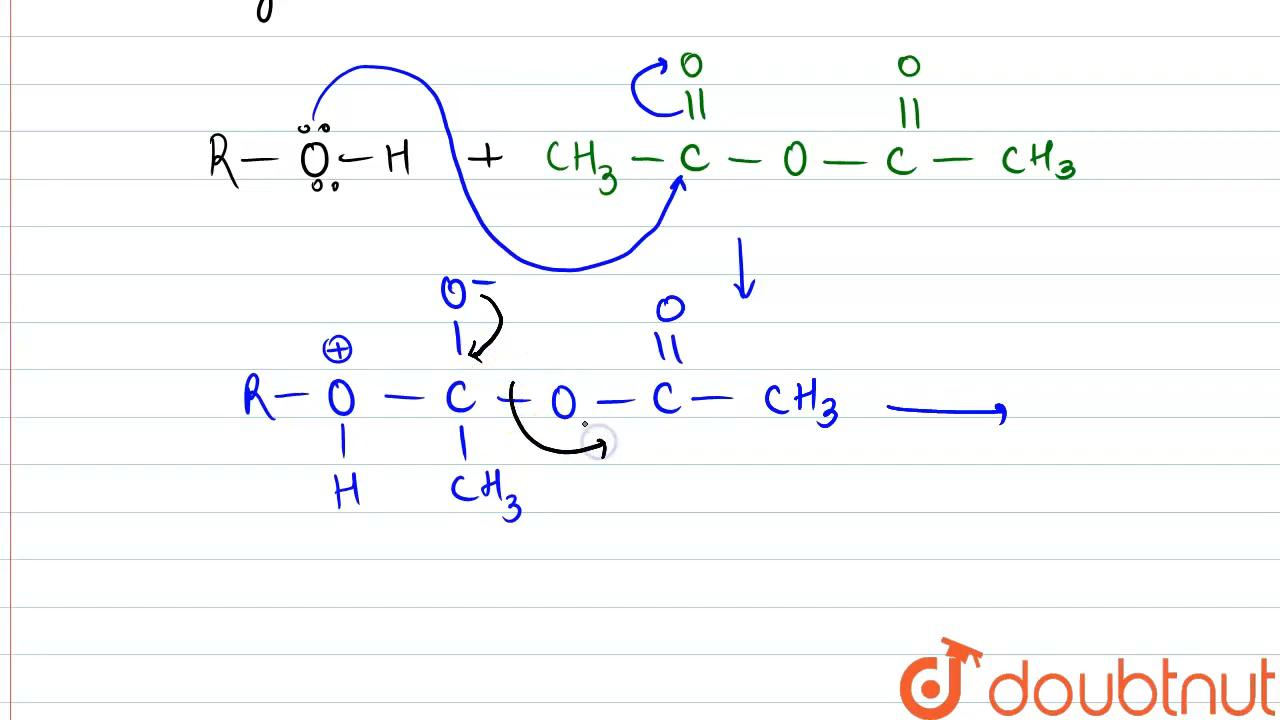 O O
|| ||
R – O – H + CH3 – C – O – C – CH3
O⁻ O
⊕ | ||
R – O – C – O – C – CH3 →
| |
H CH3
doubtnut